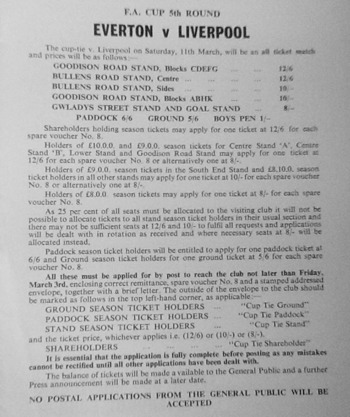 F.A. CUP 5th ROUND
EVERTON v LIVERPOOL
The cup-tie v. Liverpool on Saturday, 11th March, will be an all ticket match
and prices will be as follows:—
GOODISON ROAD STAND, Blocks CDEFG ... ... 12/6
BULLENS ROAD STAND, Centre ... ... ... 12/6
BULLENS ROAD STAND, Sides ... ... ... 10/-
GOODISON ROAD STAND, Blocks ABHK ... ... 10/-
GWLADYS STREET STAND AND GOAL STAND ... 8/-
PADDOCK 6/6 GROUND 5/6 BOYS PEN 1/-
Shareholders holding season tickets may apply for one ticket at 12/6 for each
spare voucher No. 8.
Holders of £10.0.0. and £9.0.0. season tickets for Centre Stand 'A', Centre
Stand 'B', Lower Stand and Goodison Road Stand may apply for one ticket at
12/6 for each spare voucher No. 8 or alternatively one at 8/-.
Holders of £9.0.0. season tickets in the South End Stand and £8.10.0. season
ticket holders in all other stands may apply for one ticket at 10/- for each spare voucher
No. 8 or alternatively one at 8/-.
Holders of £8.0.0. season tickets may apply for one ticket at 8/- for each spare
voucher No. 8.
As 25 per cent of all seats must be allocated to the visiting club it will not be
possible to allocate tickets to all stand season ticket holders in their usual section and
there may not be sufficient seats at 12/6 and 10/- to fulfil all requests and applications
will be dealt with in rotation as received and where necessary seats at 8/- will be
allocated instead.
Paddock season ticket holders will be entitled to apply for one paddock ticket at
6/6 and Ground season ticket holders for one ground ticket at 5/6 for each spare
voucher No. 8.
All these must be applied for by post to reach the club not later than Friday,
March 3rd, enclosing correct remittance, spare voucher No. 8 and a stamped addressed
envelope, together with a brief letter. The outside of the envelope to the club should
be marked as follows in the top left-hand corner, as applicable:—
GROUND SEASON TICKET HOLDERS ... "Cup Tie Ground"
PADDOCK SEASON TICKET HOLDERS ... "Cup Tie Paddock"
STAND SEASON TICKET HOLDERS ... "Cup Tie Stand"
and the ticket price, whichever applies i.e. (12/6) or (10/-) or (8/-).
SHAREHOLDERS ... ... ... "Cup Tie Shareholder"
It is essential that the application is fully complete before posting as any mistakes
cannot be rectified until all other applications have been dealt with.
The balance of tickets will be made available to the General Public and a further
Press announcement will be made at a later date.
NO POSTAL APPLICATIONS FROM THE GENERAL PUBLIC WILL BE
ACCEPTED